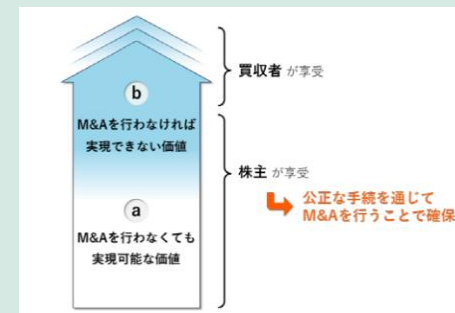 b
M&Aを行わなければ
実現できない価値
買収者 が享受
a
M&Aを行わなくても
実現可能な価値
株主 が享受
公正な手続を通じて
M&Aを行うことで確保